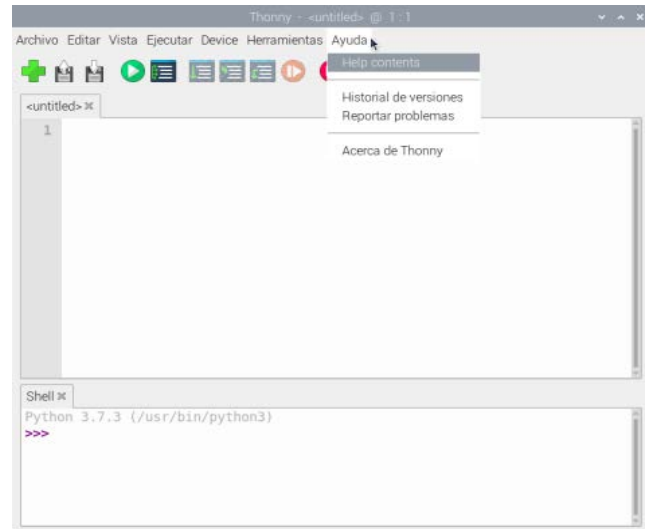 Thonny - <untitled> @ 1:1
Archivo Editar Vista Ejecutar Device Herramientas Ayuda
Help contents
Historial de versiones
Reportar problemas
Acerca de Thonny
<untitled>
1
Shell
Python 3.7.3 (/usr/bin/python3)
>>>